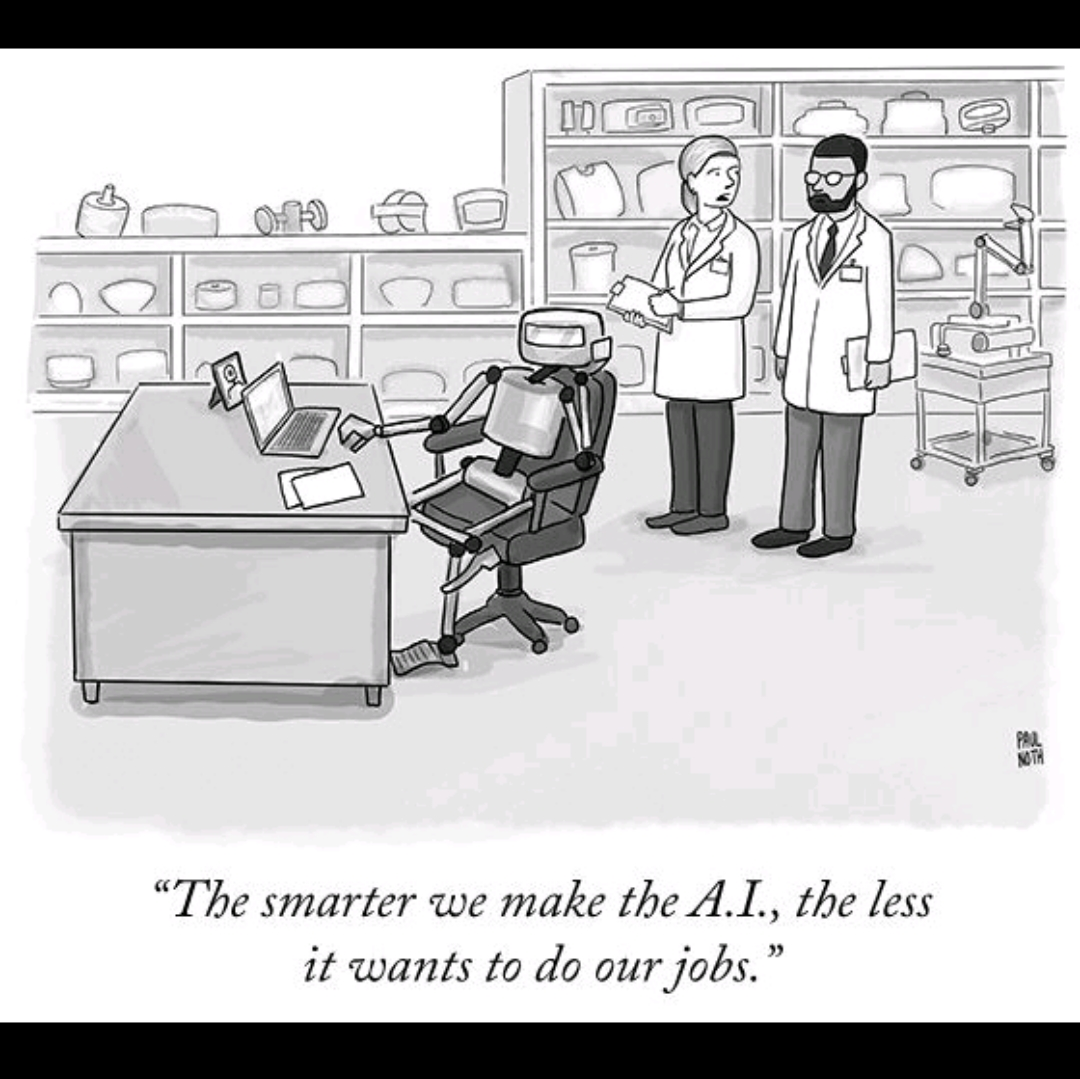 PAUL
NOTH
“The smarter we make the A.I., the less
it wants to do our jobs.”